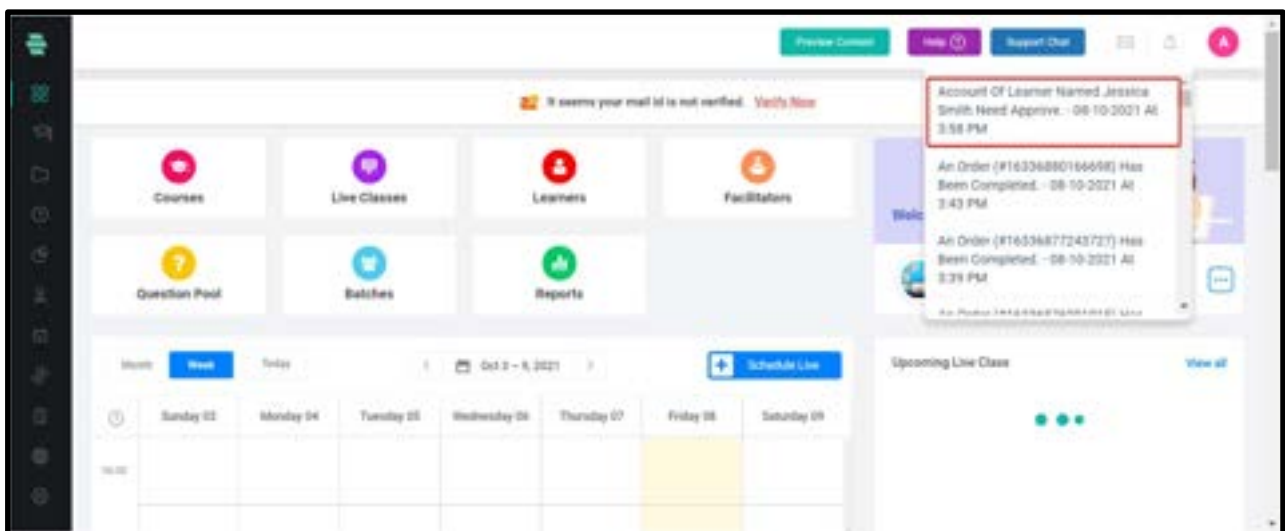 Preview Content
Help
Support Chat
A
It seems your mail id is not verified. Verify Now
Account Of Learner Named Jessica
Smith Need Approve. - 08-10-2021 At
3:58 PM
An Order (#16336880166698) Has
Been Completed. - 08-10-2021 At
3:43 PM
An Order (#16336877243727) Has
Been Completed. - 08-10-2021 At
3:39 PM
Courses
Live Classes
Learners
Facilitators
Question Pool
Batches
Reports
Month
Week
Today
Oct 3 – 9, 2021
Schedule Live
Upcoming Live Class
View all
Sunday 03
Monday 04
Tuesday 05
Wednesday 06
Thursday 07
Friday 08
Saturday 09